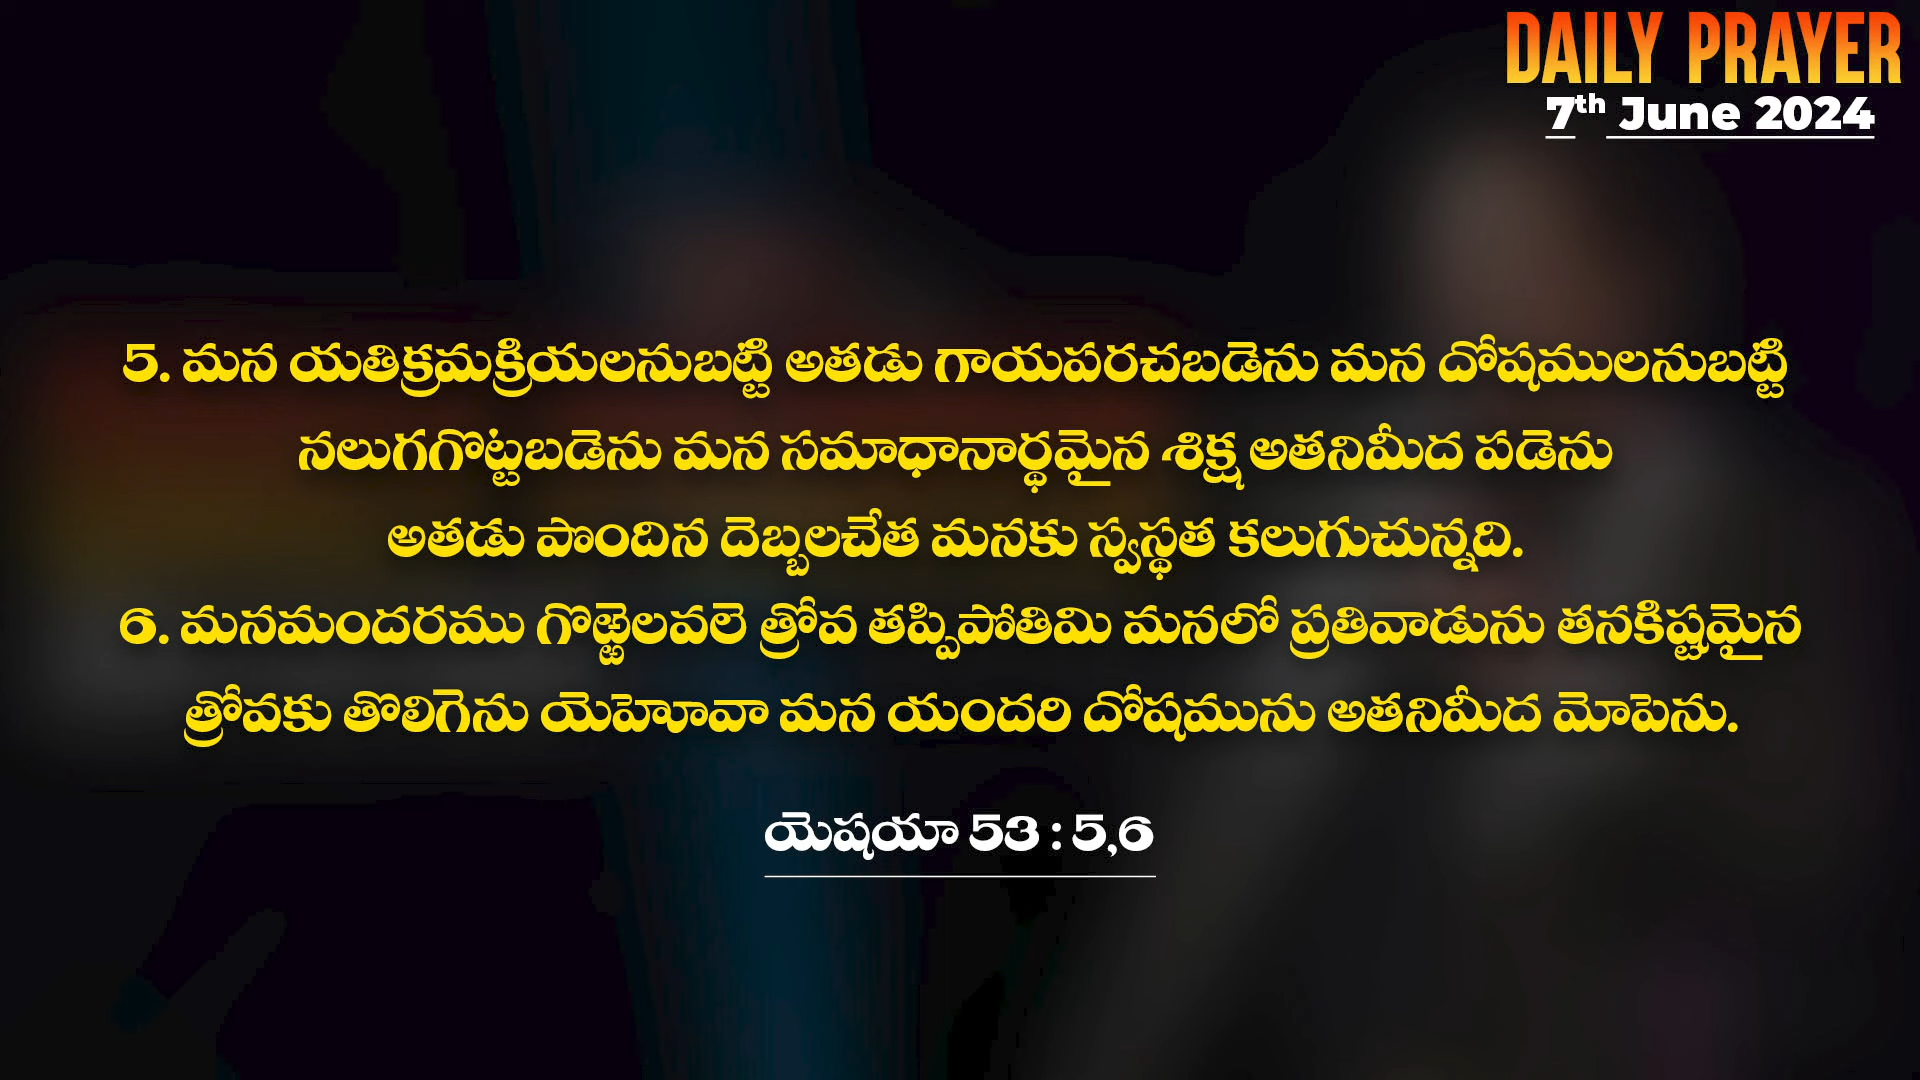 DAILY PRAYER
7th June 2024
5. మన యతిక్రమక్రియలనుబట్టి అతడు గాయపరచబడెను మన దోషములనుబట్టి
నలుగగొట్టబడెను మన సమాధానార్థమైన శిక్ష అతనిమీద పడెను
అతడు పొందిన దెబ్బలచేత మనకు స్వస్థత కలుగుచున్నది.
6. మనమందరము గొఱ్ఱెలవలె త్రోవ తప్పిపోతిమి మనలో ప్రతివాడును తనకిష్టమైన
త్రోవకు తొలిగెను యెహోవా మన యందరి దోషమును అతనిమీద మోపెను.
యెషయా 53 : 5,6